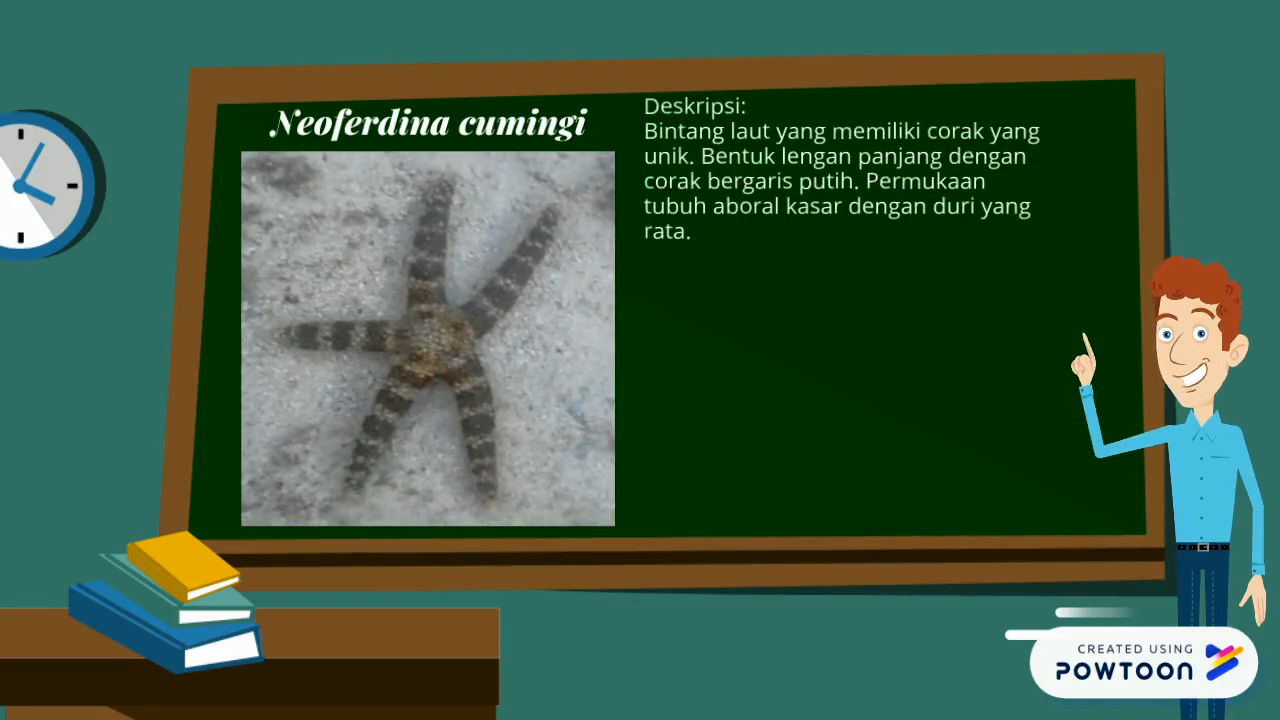 Neoferdina cumingi
Deskripsi:
Bintang laut yang memiliki corak yang
unik. Bentuk lengan panjang dengan
corak bergaris putih. Permukaan
tubuh aboral kasar dengan duri yang
rata.
CREATED USING
POWTOON